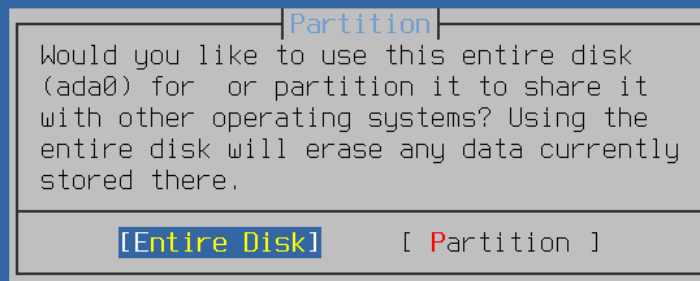 Partition
Would you like to use this entire disk
(ada0) for  or partition it to share it
with other operating systems? Using the
entire disk will erase any data currently
stored there.
[Entire Disk] [ Partition ]